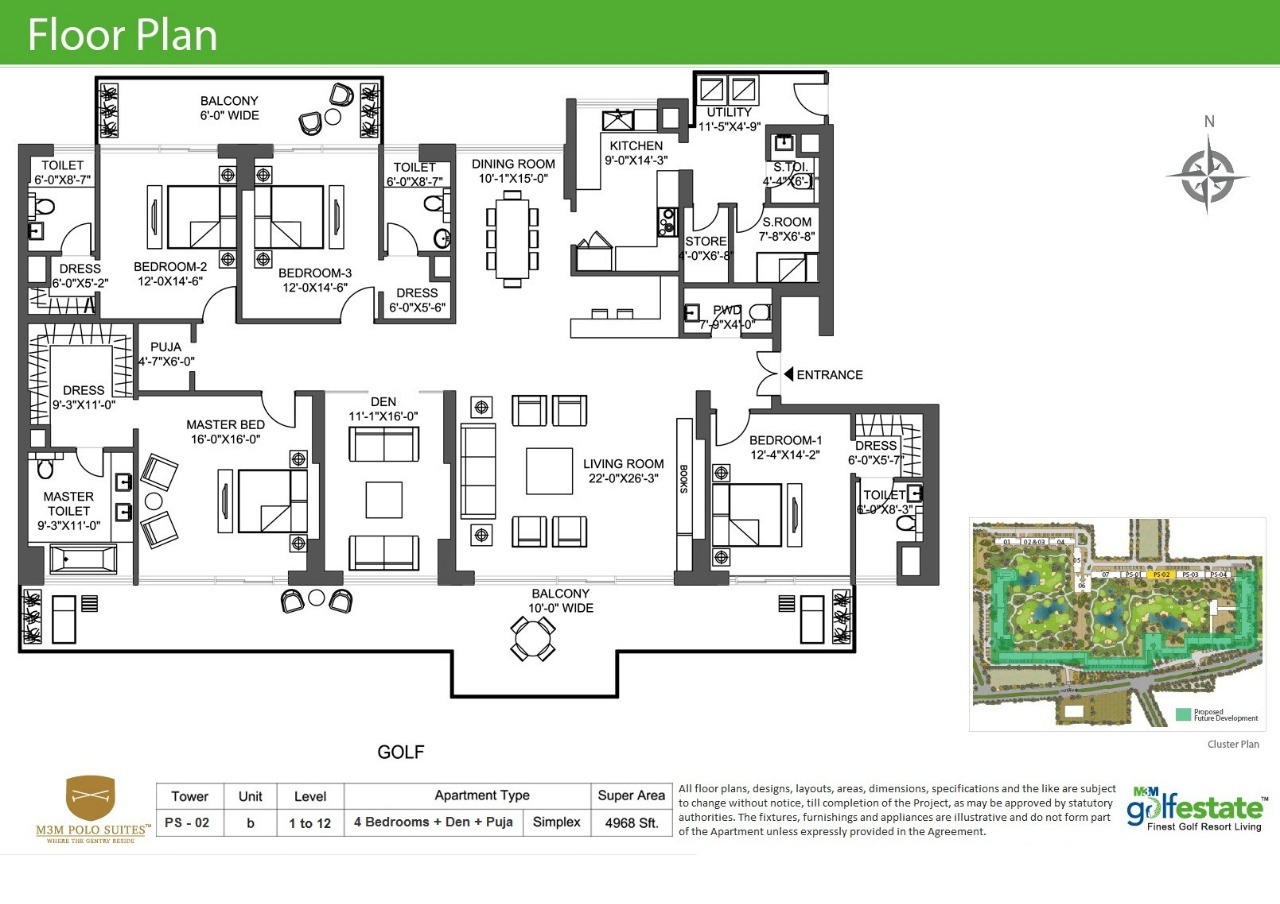 Floor Plan
BALCONY
6'-0" WIDE
TOILET
6'-0"X8'-7"
DRESS
6'-0"X5'-2"
BEDROOM-2
12'-0X14'-6"
BEDROOM-3
12'-0X14'-6"
TOILET
6'-0"X8'-7"
DRESS
6'-0"X5'-6"
DINING ROOM
10'-1"X15'-0"
KITCHEN
9'-0"X14'-3"
UTILITY
11'-5"X4'-9"
S.TOI.
S.ROOM
7'-8"X6'-8"
STORE
4'-0"X6'-8"
PWD
7'-9"X4'-0"
ENTRANCE
PUJA
4'-7"X6'-0"
DRESS
9'-3"X11'-0"
MASTER BED
16'-0"X16'-0"
DEN
11'-1"X16'-0"
LIVING ROOM
22'-0"X26'-3"
BOOKS
BEDROOM-1
12'-4"X14'-2"
DRESS
6'-0"X5'-7"
TOILET
6'-0"X8'-3"
MASTER
TOILET
9'-3"X11'-0"
BALCONY
10'-0" WIDE
GOLF
N
01
02 & 03
04
05
06
07
PS-01
PS-02
PS-03
PS-04
Proposed
Future Development
Cluster Plan
M3M POLO SUITES™
WHERE THE GENTRY RESIDE
Tower Unit Level Apartment Type Super Area
PS - 02 b 1 to 12 4 Bedrooms + Den + Puja Simplex 4968 Sft.
All floor plans, designs, layouts, areas, dimensions, specifications and the like are subject
to change without notice, till completion of the Project, as may be approved by statutory
authorities. The fixtures, furnishings and appliances are illustrative and do not form part
of the Apartment unless expressly provided in the Agreement.
M3M
golfestate™
Finest Golf Resort Living